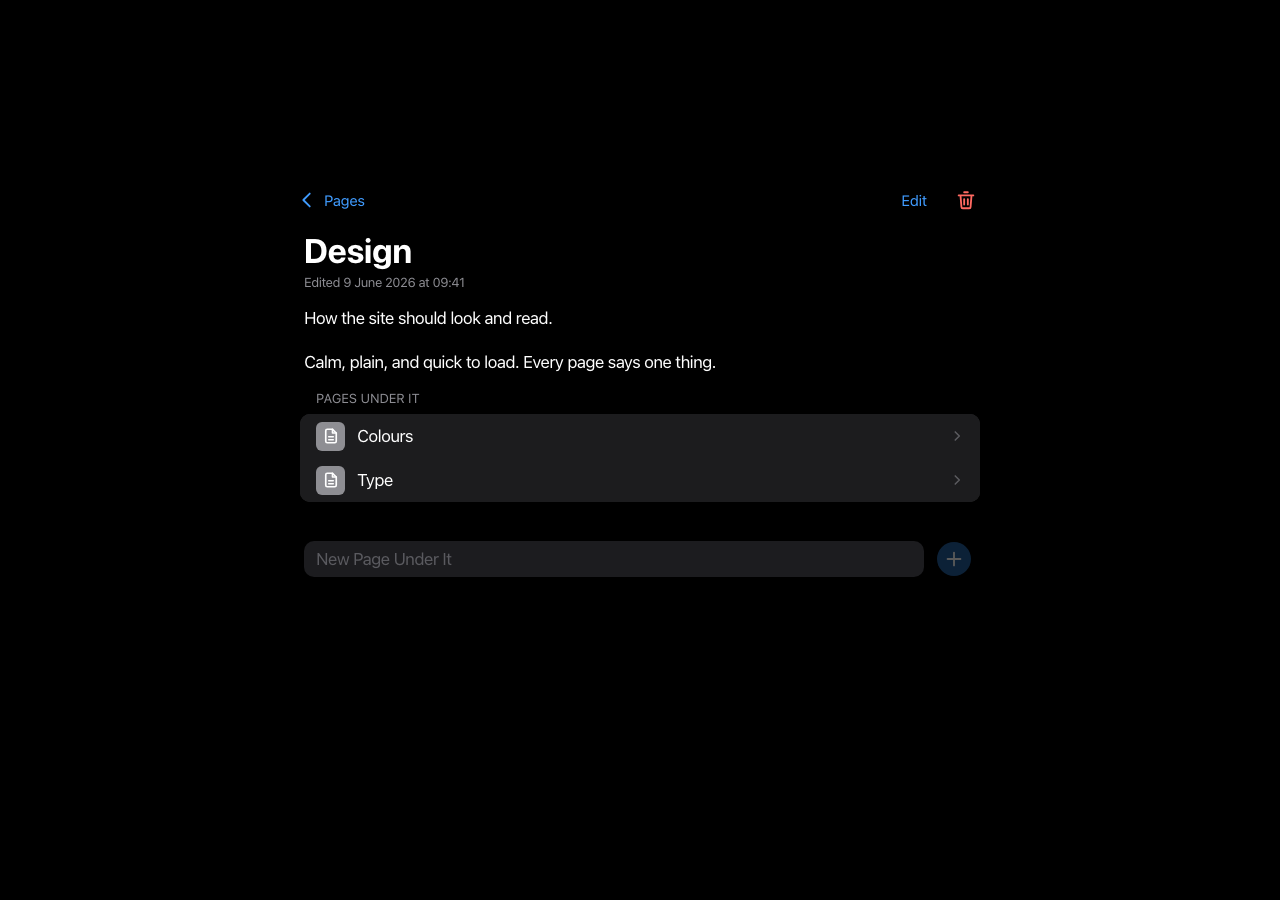 Pages
Edit
Design
Edited 9 June 2026 at 09:41
How the site should look and read.
Calm, plain, and quick to load. Every page says one thing.
PAGES UNDER IT
Colours
Type
New Page Under It